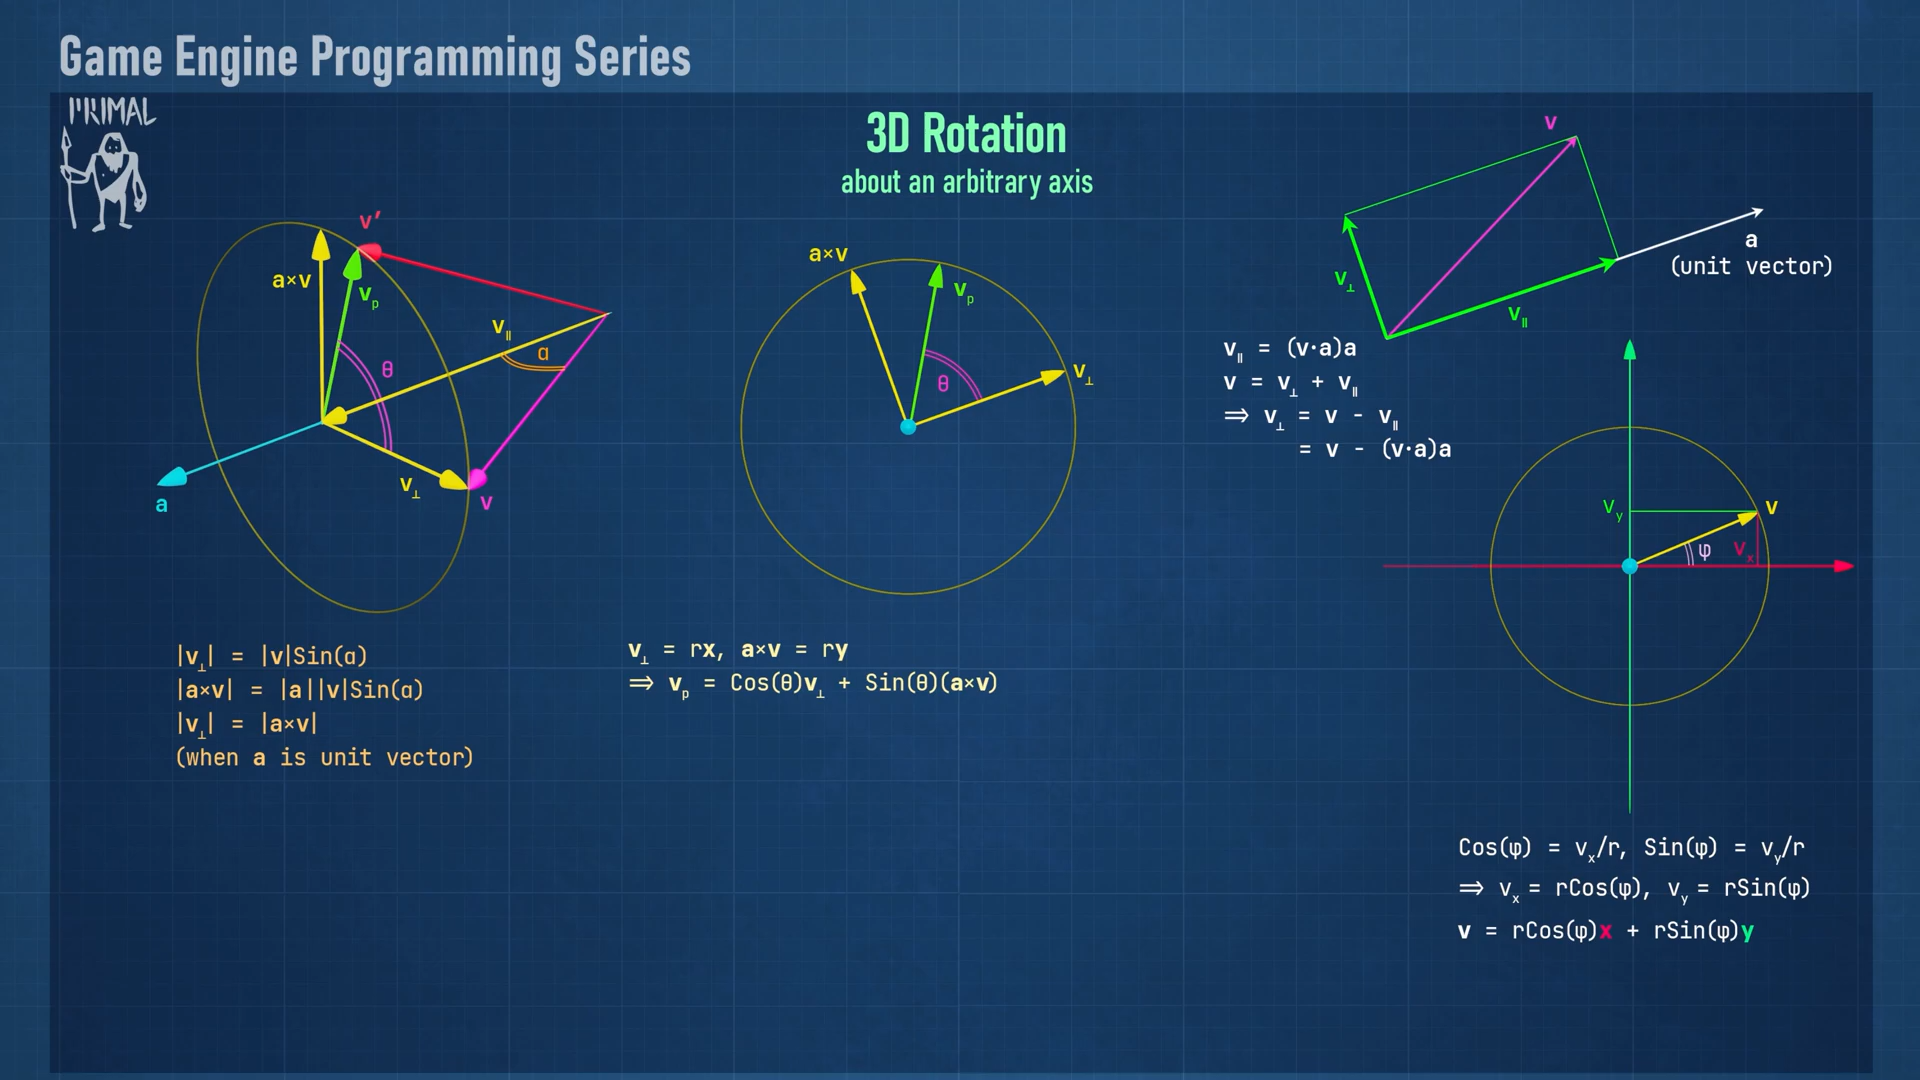 Game Engine Programming Series
PRIMAL
3D Rotation
about an arbitrary axis
v′
a×v
vₚ
v∥
α
θ
v⊥
v
a
a×v
vₚ
θ
v⊥
v
a
(unit vector)
v⊥
v∥
v∥ = (v·a)a
v = v⊥ + v∥
⇒ v⊥ = v - v∥
= v - (v·a)a
Vy
v
φ
Vx
|v⊥| = |v|Sin(α)
|a×v| = |a||v|Sin(α)
|v⊥| = |a×v|
(when a is unit vector)
v⊥ = rx, a×v = ry
⇒ vₚ = Cos(θ)v⊥ + Sin(θ)(a×v)
Cos(φ) = vx/r, Sin(φ) = vy/r
⇒ vx = rCos(φ), vy = rSin(φ)
v = rCos(φ)x + rSin(φ)y